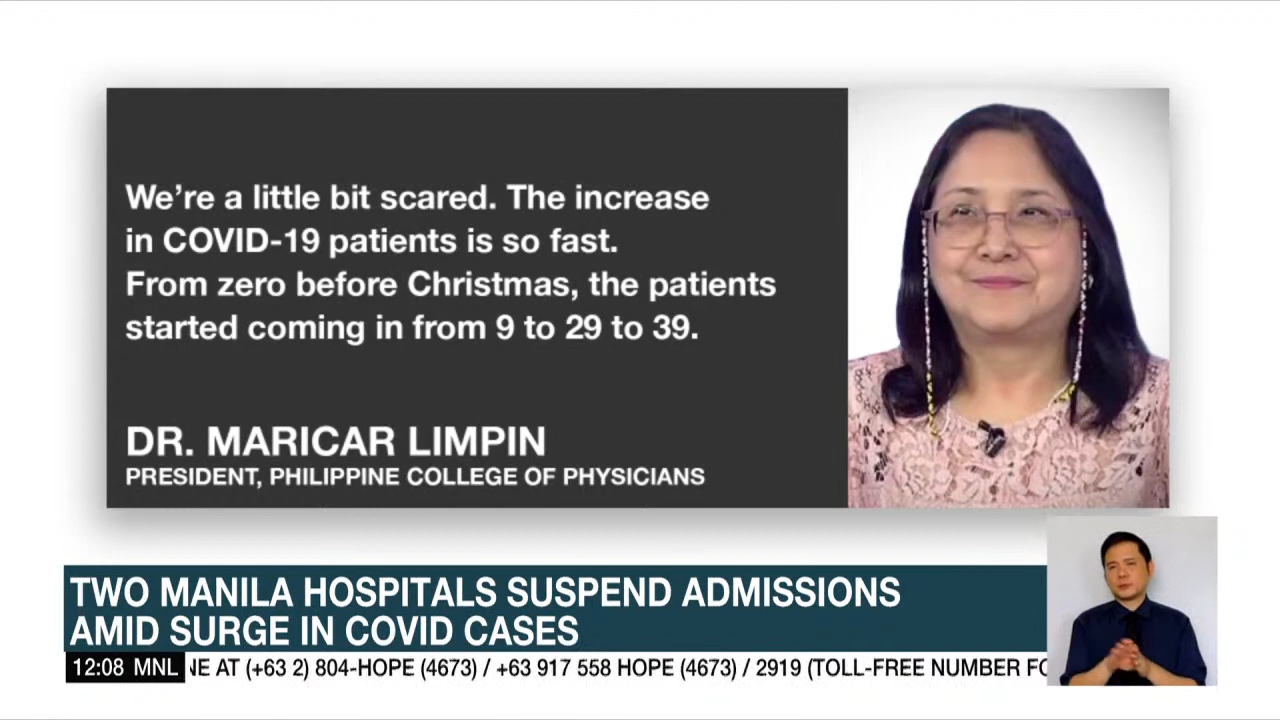 We're a little bit scared. The increase
in COVID-19 patients is so fast.
From zero before Christmas, the patients
started coming in from 9 to 29 to 39.
DR. MARICAR LIMPIN
PRESIDENT, PHILIPPINE COLLEGE OF PHYSICIANS
TWO MANILA HOSPITALS SUSPEND ADMISSIONS
AMID SURGE IN COVID CASES
12:08 MNL NE AT (+63 2) 804-HOPE (4673) / +63 917 558 HOPE (4673) / 2919 (TOLL-FREE NUMBER FO